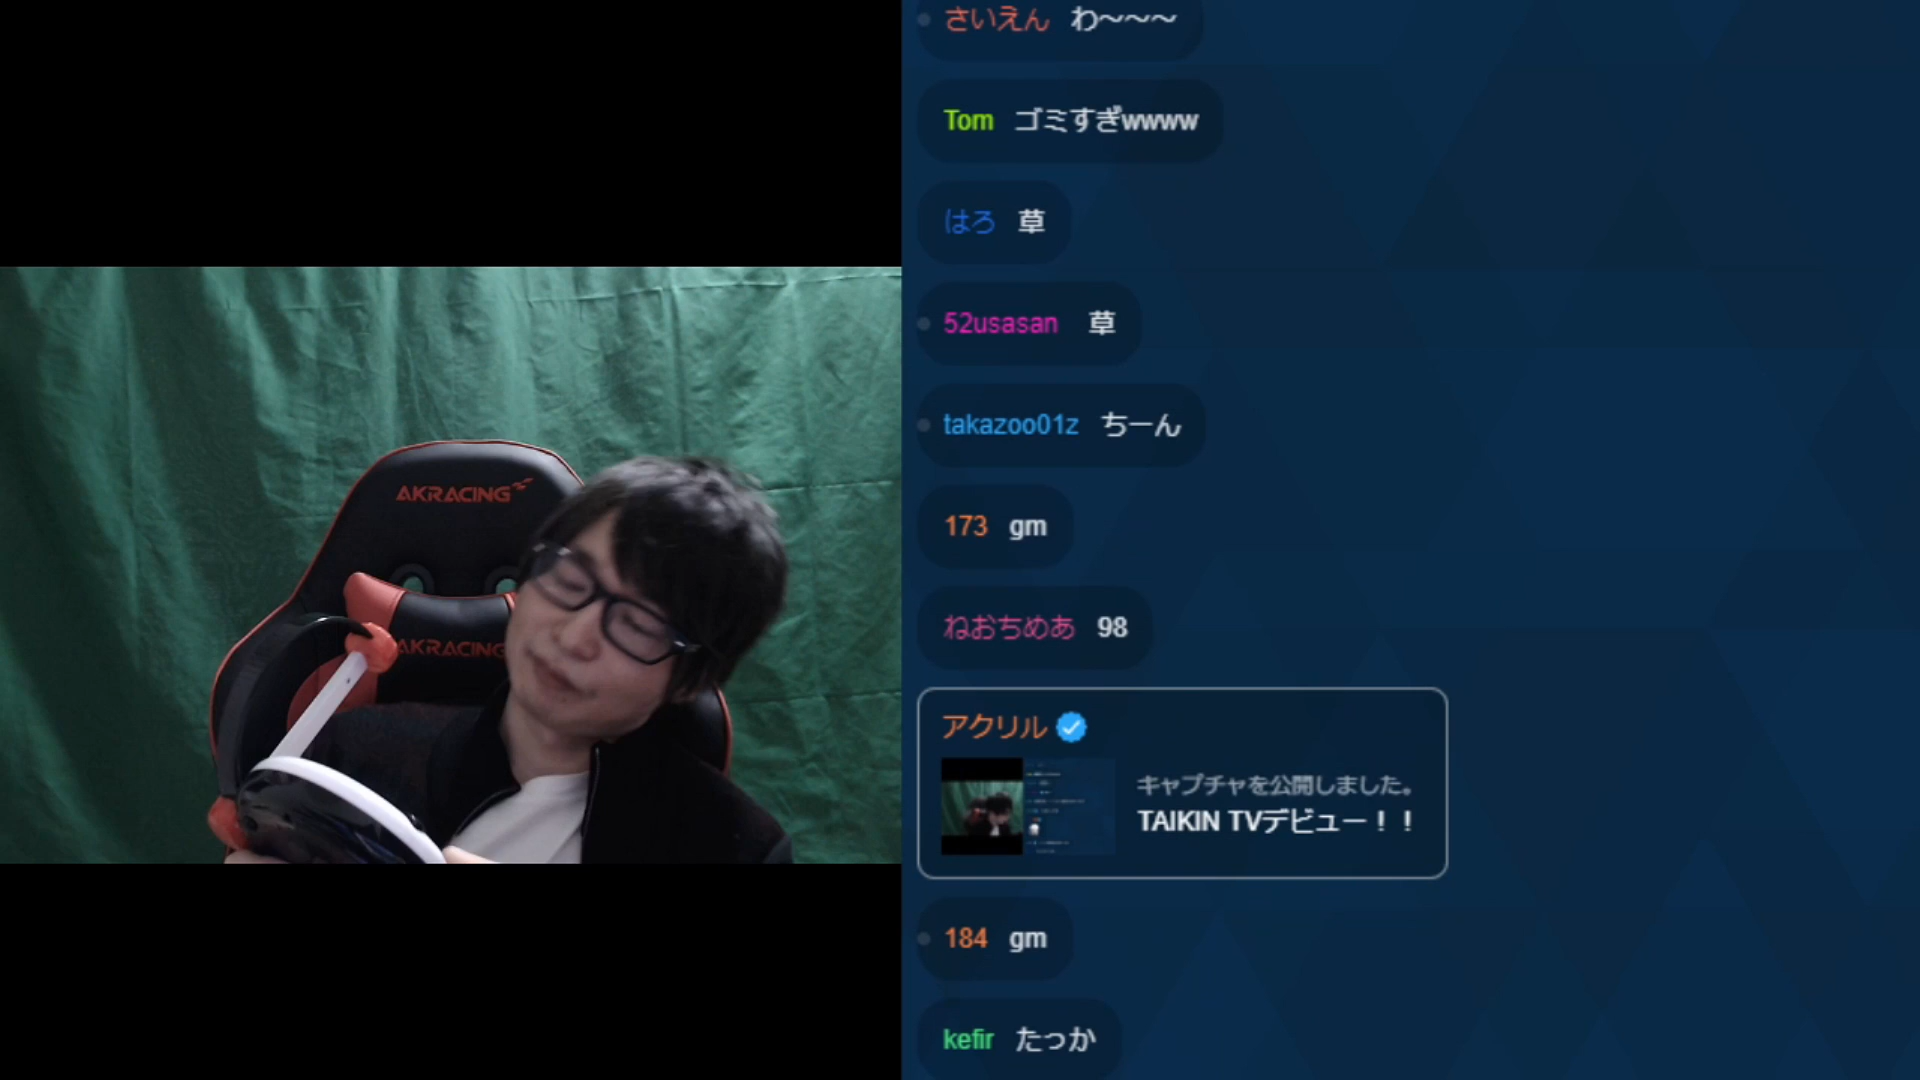 AKRACING
AKRACING
さいえん わ～～～
Tom ゴミすぎwwww
はろ 草
52usasan 草
takazoo01z ちーん
173 gm
ねおちめあ 98
アクリル
キャプチャを公開しました。
TAIKIN TVデビュー！！
184 gm
kefir たっか